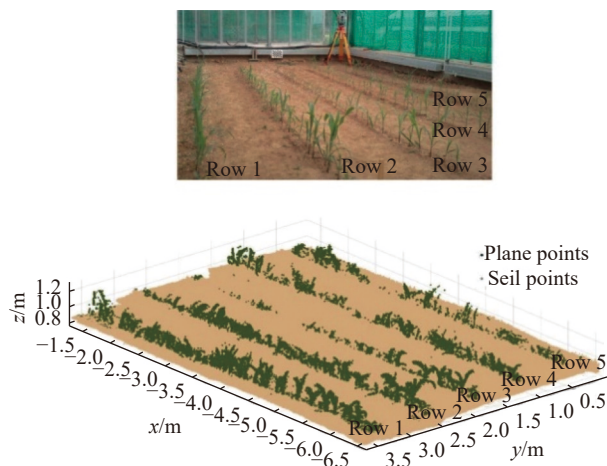 Row 5
Row 4
Row 1 Row 2 Row 3
Plane points
Seil points
z/m
1.2
1.0
0.8
−1.5
−2.0
−2.5
−3.0
−3.5
−4.0
−4.5
−5.0
−5.5
−6.0
−6.5
x/m
Row 1
Row 2
Row 3
Row 4
Row 5
3.5
3.0
2.5
2.0
1.5
1.0
0.5
y/m